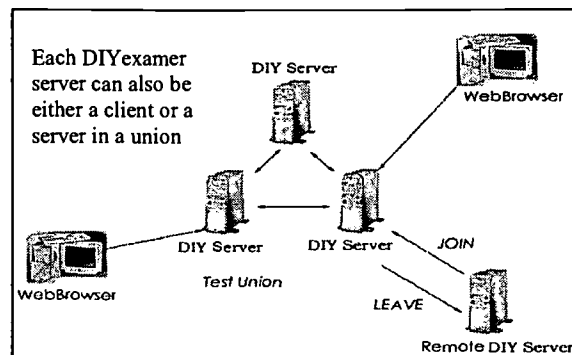 Each DIYexamer
server can also be
either a client or a
server in a union
DIY Server
WebBrowser
DIY Server
DIY Server
JOIN
Test Union
WebBrowser
LEAVE
Remote DIY Server